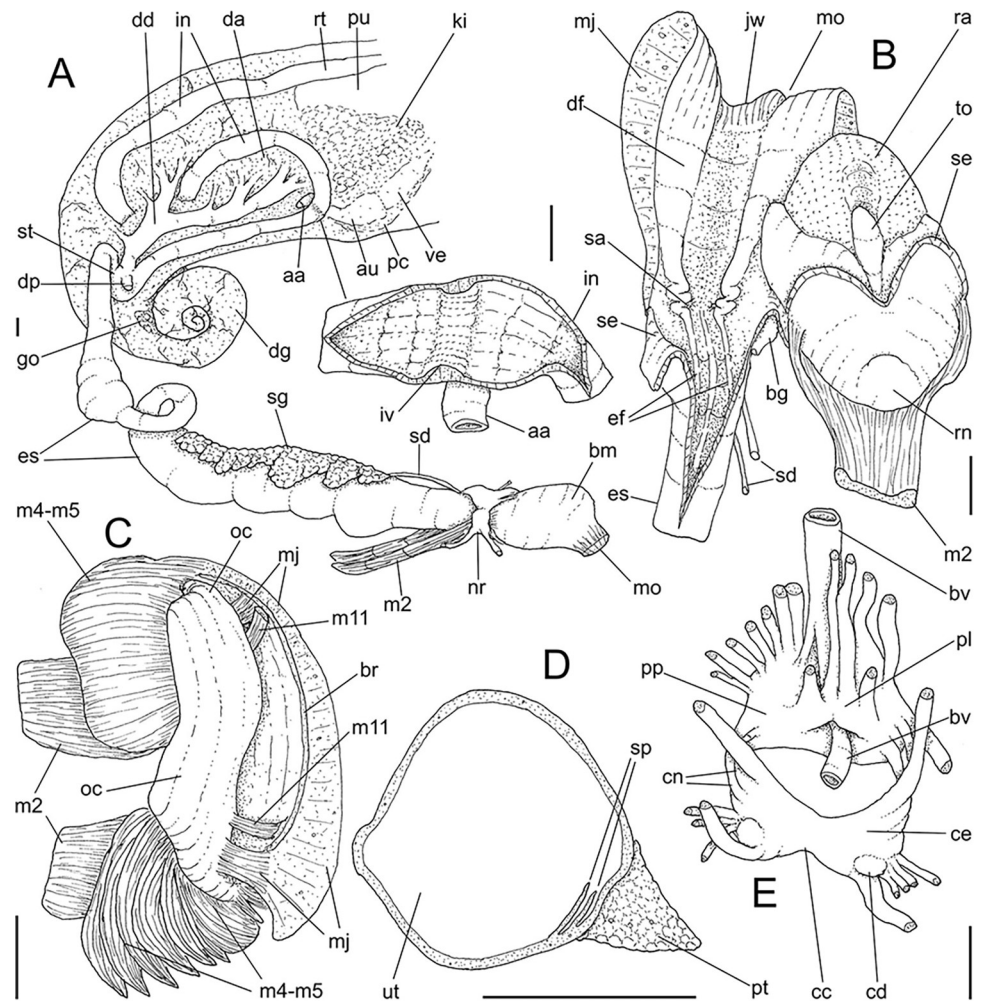 dd in da rt pu ki mj jw mo ra
A B
df to
se
st sa
dp aa au pc ve
in
go dg se
iv aa ef bg
sg rn
es sd bm sd
es
m4-m5 C oc mj m2 nr mo m2
m11 bv
D
br pp pl
m11 sp bv
m2 oc cn
ce
E
mj
m4-m5 ut pt cc cd